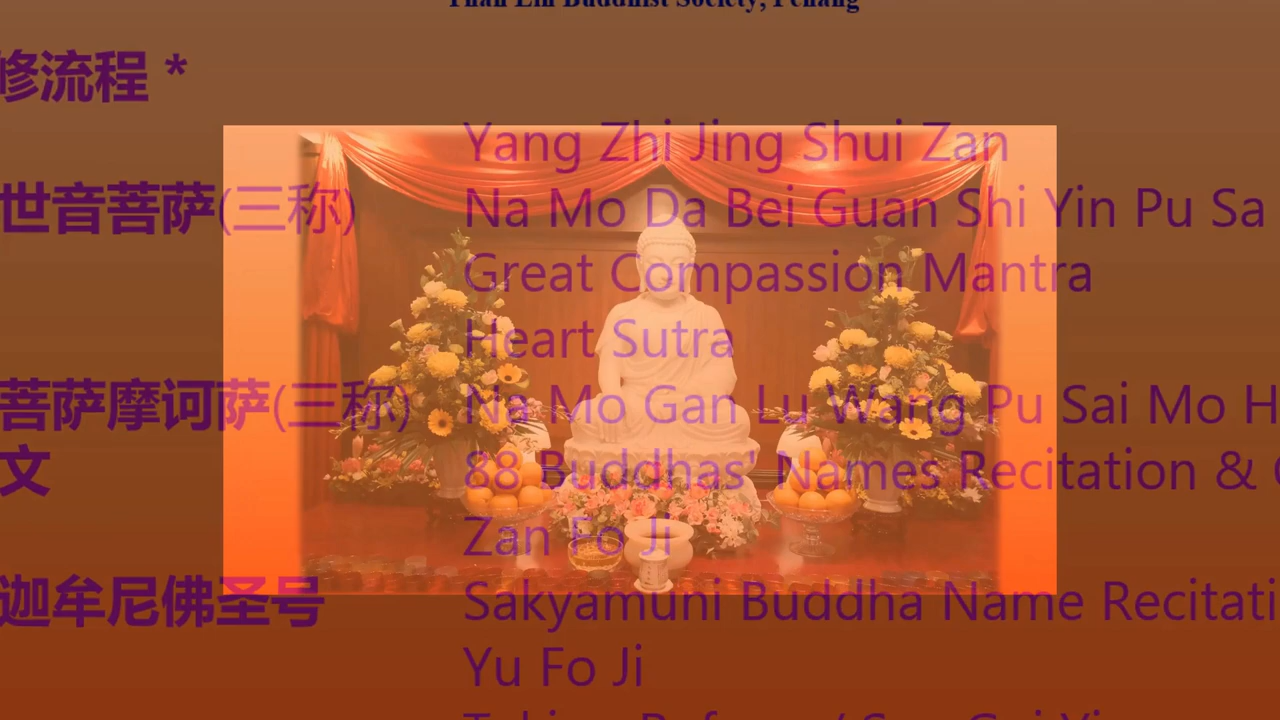 Buddhist Society, Penang
修流程 *
Yang Zhi Jing Shui Zan
世音菩萨(三称) Na Mo Da Bei Guan Shi Yin Pu Sa
Great Compassion Mantra
Heart Sutra
菩萨摩诃萨(三称) Na Mo Gan Lu Wang Pu Sai Mo H
文 88 Buddhas' Names Recitation &
Zan Fo Ji
迦牟尼佛圣号 Sakyamuni Buddha Name Recitati
Yu Fo Ji